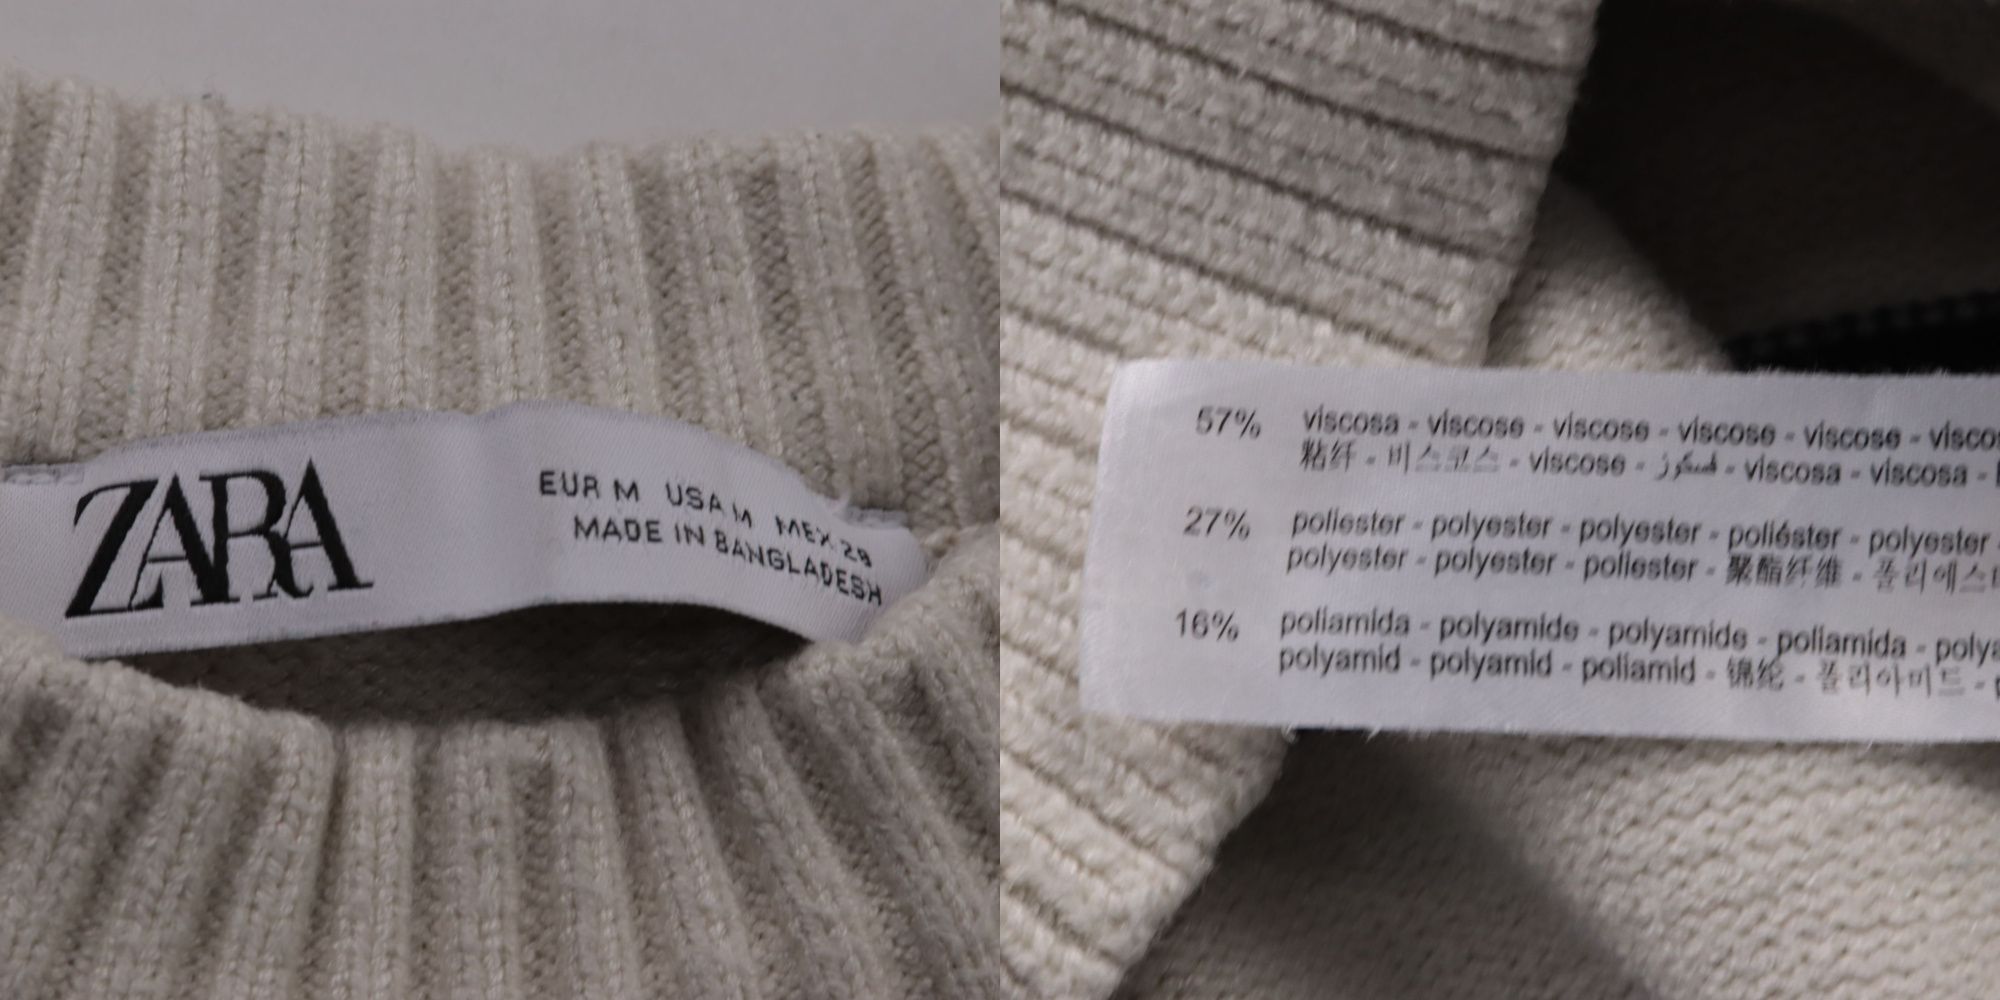 ZARA
EUR M USA M MEX 28
MADE IN BANGLADESH
57% viscosa - viscose - viscose - viscose - viscose -
粘纤 - 비스코스 - viscose - فسكوز - viscosa - viscosa -
27% poliester - polyester - polyester - poliéster - polyester -
polyester - polyester - poliester - 聚酯纤维 -
16% poliamida - polyamide - polyamide - poliamida -
polyamid - polyamid - poliamid - 锦纶 - 폴리아미드 -